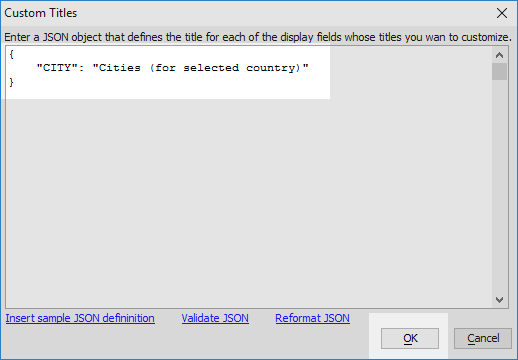 Custom Titles
Enter a JSON object that defines the title for each of the display fields whose titles you wan to customize.
{
    "CITY": "Cities (for selected country)"
}
Insert sample JSON defininition    Validate JSON    Reformat JSON
OK    Cancel